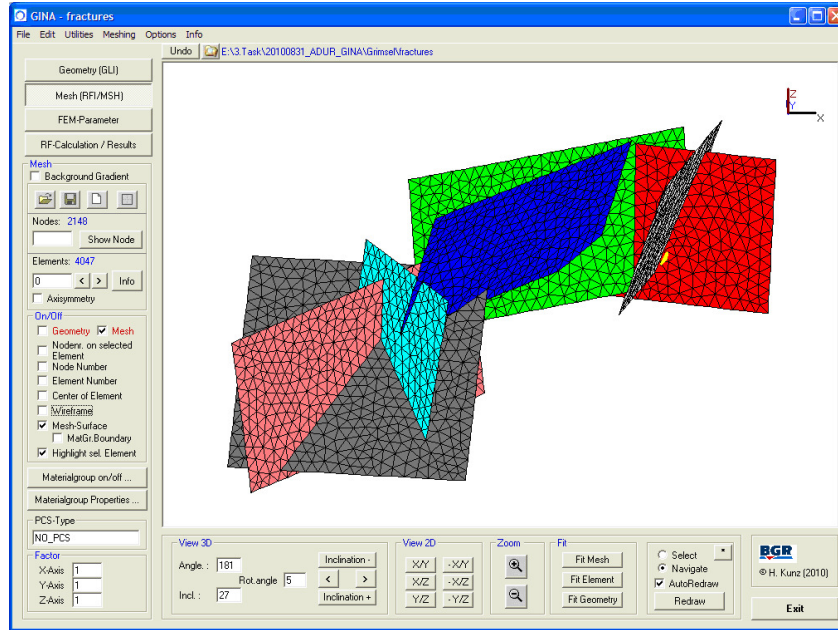 GINA - fractures
File Edit Utilities Meshing Options Info
Undo E:\3.Task\20100831_ADUR_GINA\Grimsel\fractures
Geometry (GLI)
Mesh (RFI/MSH)
FEM-Parameter
RF-Calculation / Results
Mesh
Background Gradient
Nodes: 2148
Show Node
Elements: 4047
0 < > Info
Axisymmetry
On/Off
Geometry Mesh
Nodenr. on selected
Element
Node Number
Element Number
Center of Element
Wireframe
Mesh-Surface
MatGr.Boundary
Highlight sel. Element
Materialgroup on/off ...
Materialgroup Properties ...
PCS-Type
NO_PCS
Factor
X-Axis 1
Y-Axis 1
Z-Axis 1
Z
Y
X
View 3D
Angle.: 181
Incl.: 27
Rot.angle 5
Inclination -
< >
Inclination +
View 2D
X/Y -X/Y
X/Z -X/Z
Y/Z -Y/Z
Zoom
Fit
Fit Mesh
Fit Element
Fit Geometry
Select *
Navigate
AutoRedraw
Redraw
BGR
© H. Kunz (2010)
Exit